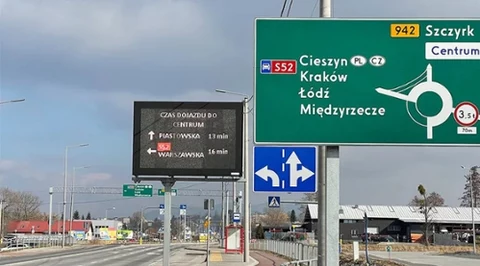 942 Szczyrk
Centrum
S52
Cieszyn PL CZ
Kraków
Łódź
Międzyrzecze
3,5t
70m
CZAS DOJAZDU DO
CENTRUM
PIASTOWSKA 13 min
WARSZAWSKA 16 min